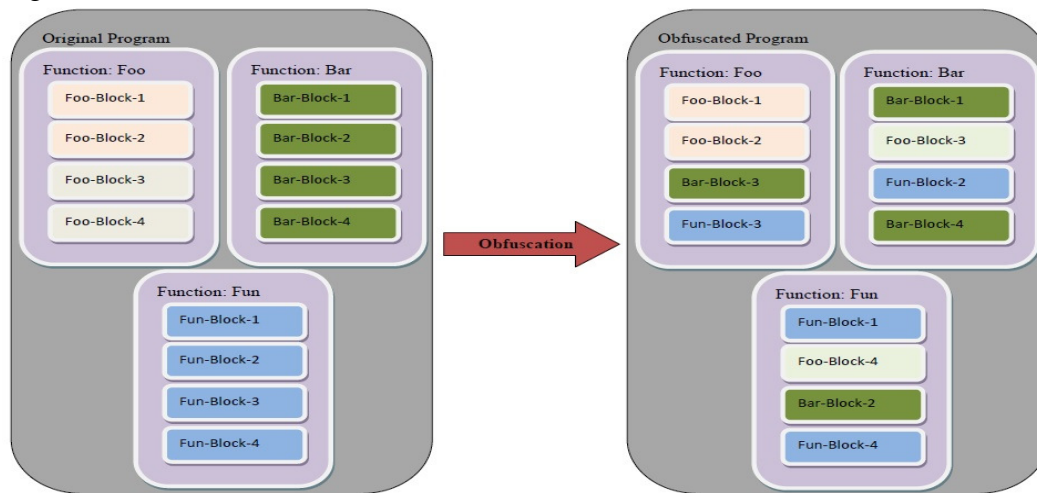 Original Program
Function: Foo
Foo-Block-1
Foo-Block-2
Foo-Block-3
Foo-Block-4
Function: Bar
Bar-Block-1
Bar-Block-2
Bar-Block-3
Bar-Block-4
Function: Fun
Fun-Block-1
Fun-Block-2
Fun-Block-3
Fun-Block-4
Obfuscation
Obfuscated Program
Function: Foo
Foo-Block-1
Foo-Block-2
Bar-Block-3
Fun-Block-3
Function: Bar
Bar-Block-1
Foo-Block-3
Fun-Block-2
Bar-Block-4
Function: Fun
Fun-Block-1
Foo-Block-4
Bar-Block-2
Fun-Block-4